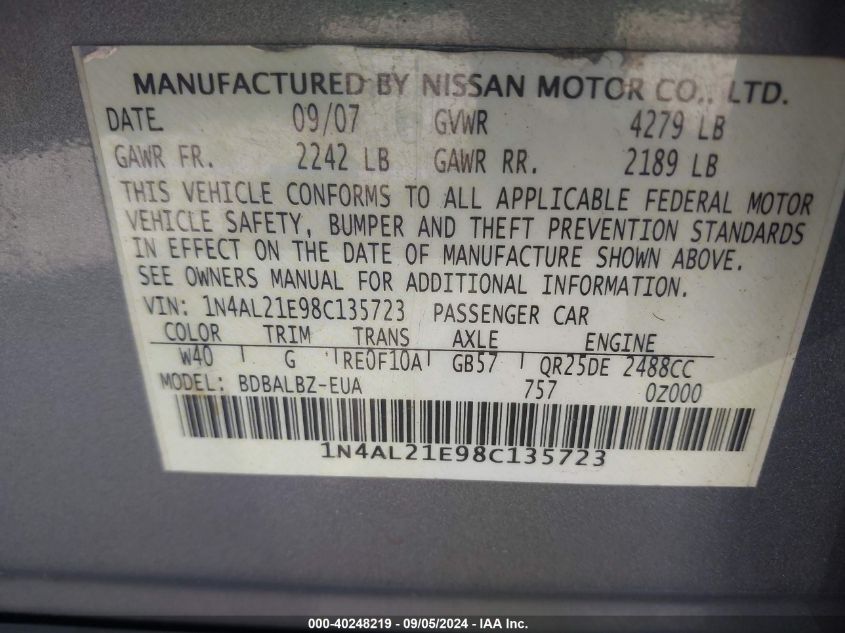 MANUFACTURED BY NISSAN MOTOR CO., LTD.
DATE 09/07 GVWR 4279 LB
GAWR FR. 2242 LB GAWR RR. 2189 LB
THIS VEHICLE CONFORMS TO ALL APPLICABLE FEDERAL MOTOR
VEHICLE SAFETY, BUMPER AND THEFT PREVENTION STANDARDS
IN EFFECT ON THE DATE OF MANUFACTURE SHOWN ABOVE.
SEE OWNERS MANUAL FOR ADDITIONAL INFORMATION.
VIN: 1N4AL21E98C135723 PASSENGER CAR
COLOR TRIM TRANS AXLE ENGINE
W40 G RE0F10A GB57 QR25DE 2488CC
MODEL: BDBALBZ-EUA 757 0Z000
1N4AL21E98C135723
000-40248219 - 09/05/2024 - IAA Inc.